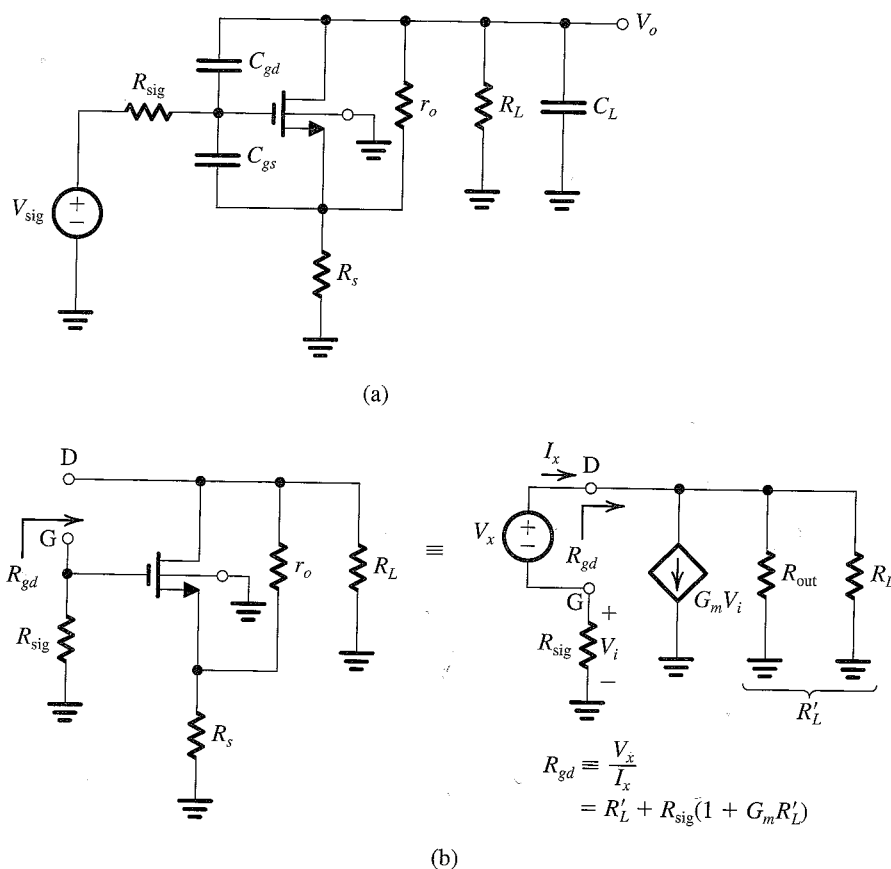 V_o
C_gd
R_sig
r_o
R_L
C_L
C_gs
V_sig
+
−
R_s
(a)
D
G
R_gd
R_sig
r_o
R_L
R_s
≡
I_x
D
V_x
+
−
R_gd
G
+
R_sig
V_i
−
G_m V_i
R_out
R_L
R'_L
R_gd ≡ V_x / I_x
= R'_L + R_sig(1 + G_m R'_L)
(b)